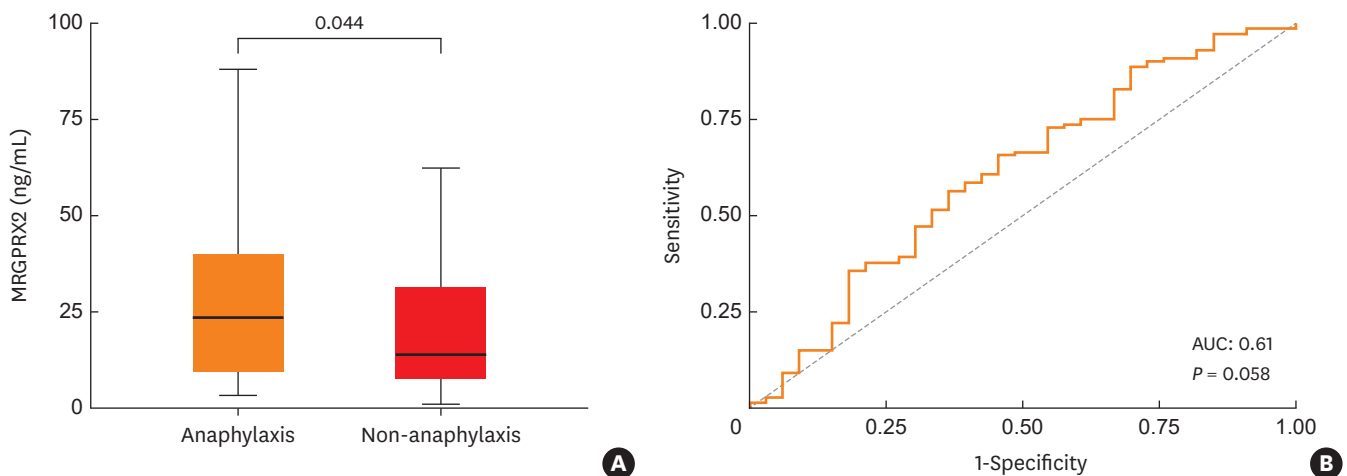 0.044
MRGPRX2 (ng/mL)
100
75
50
25
0
Anaphylaxis
Non-anaphylaxis
A
Sensitivity
1.00
0.75
0.50
0.25
AUC: 0.61
P = 0.058
0
0.25
0.50
0.75
1.00
1-Specificity
B